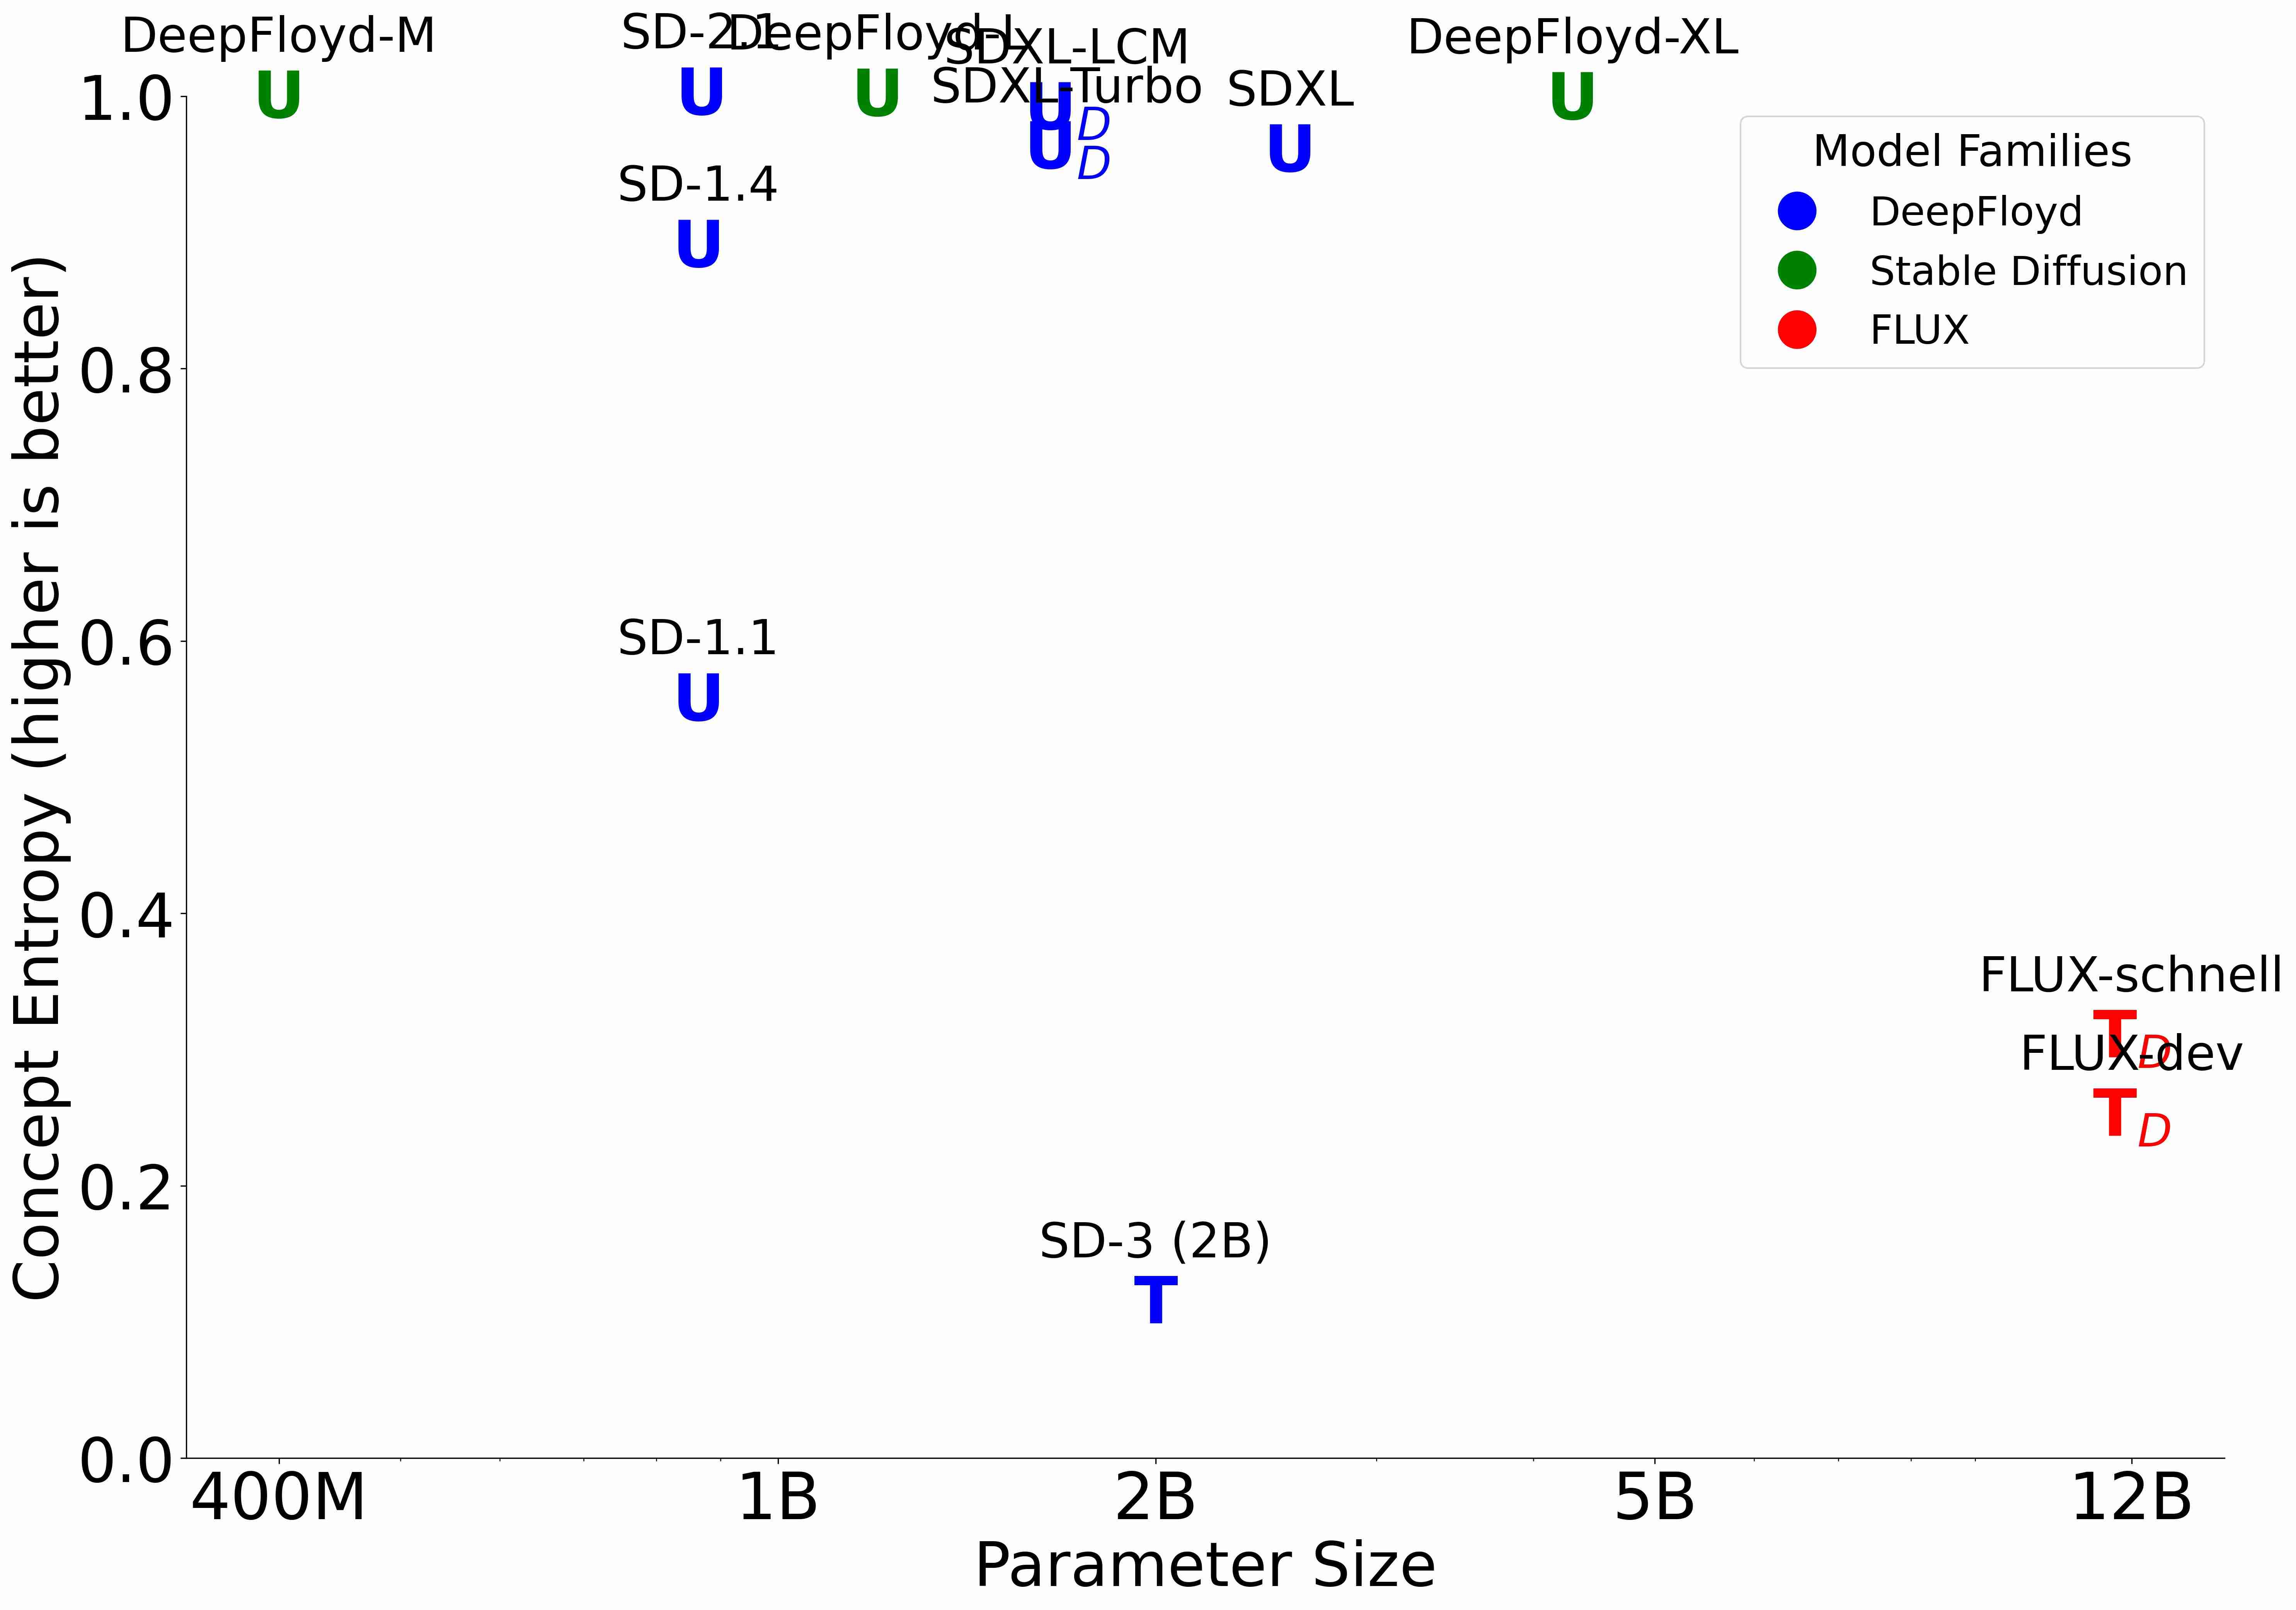 DeepFloyd-M
SD-2.1
DeepFloyd-L
SDXL-LCM
SDXL-Turbo
SDXL
DeepFloyd-XL
U
U
U
U D
U D
U
U
SD-1.4
U
SD-1.1
U
FLUX-schnell
T D
FLUX-dev
T D
SD-3 (2B)
T
Model Families
DeepFloyd
Stable Diffusion
FLUX
Concept Entropy (higher is better)
1.0
0.8
0.6
0.4
0.2
0.0
400M
1B
2B
5B
12B
Parameter Size